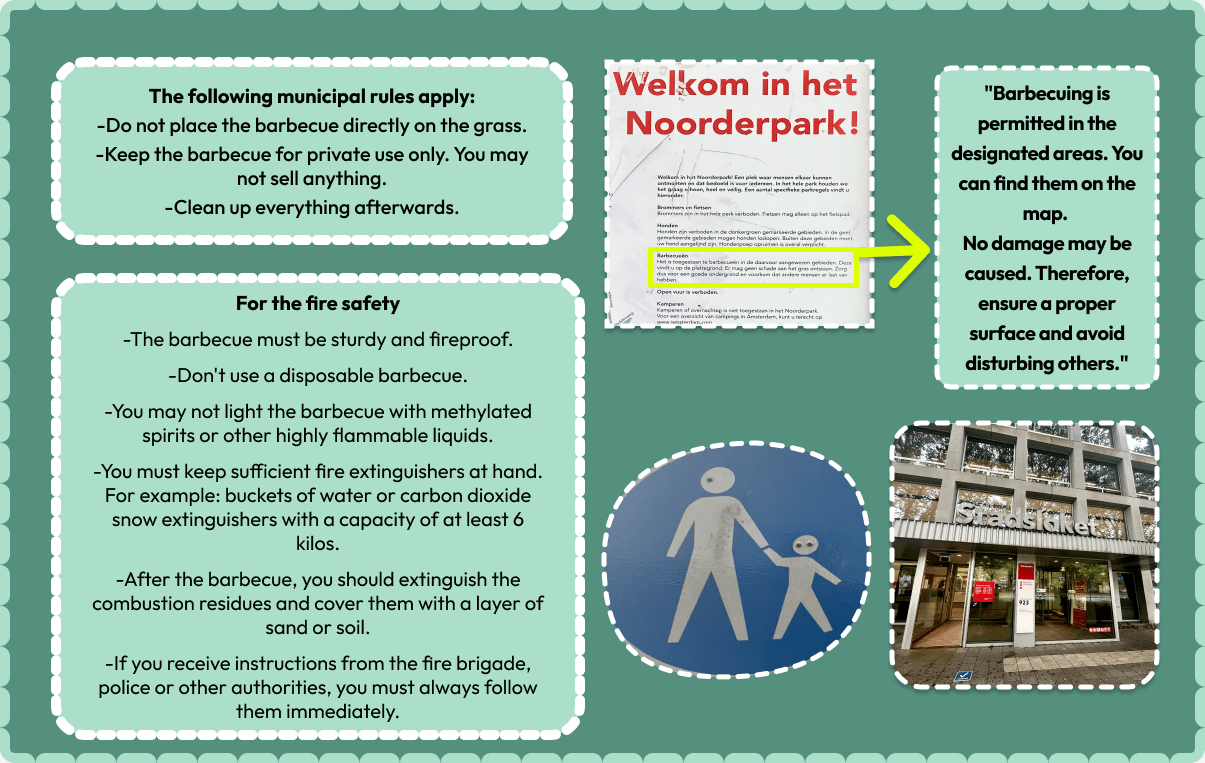 The following municipal rules apply:
-Do not place the barbecue directly on the grass.
-Keep the barbecue for private use only. You may
not sell anything.
-Clean up everything afterwards.
For the fire safety
-The barbecue must be sturdy and fireproof.
-Don't use a disposable barbecue.
-You may not light the barbecue with methylated
spirits or other highly flammable liquids.
-You must keep sufficient fire extinguishers at hand.
For example: buckets of water or carbon dioxide
snow extinguishers with a capacity of at least 6
kilos.
-After the barbecue, you should extinguish the
combustion residues and cover them with a layer of
sand or soil.
-If you receive instructions from the fire brigade,
police or other authorities, you must always follow
them immediately.
Welkom in het
Noorderpark!
Welkom in het Noorderpark! Een plek waar mensen elkaar kunnen
ontmoeten en dat bedoeld is voor iedereen. In het hele park houden we
het graag schoon, heel en veilig. Een aantal specifieke parkregels vindt u
hieronder.
Brommers en fietsen
Brommers zijn in het hele park verboden. Fietsen mag alleen op het fietspad.
Honden
Honden zijn verboden in de donkergroen gemarkeerde gebieden. In de geel
gemarkeerde gebieden mogen honden loslopen. Buiten deze gebieden moet
uw hond aangelijnd zijn. Hondenpoep opruimen is overal verplicht.
Barbecueën
Het is toegestaan te barbecueën in de daarvoor aangewezen gebieden. Deze
vindt u op de plattegrond. Er mag geen schade aan het gras ontstaan. Zorg
dus voor een goede ondergrond en voorkom dat andere mensen er last van
hebben.
Open vuur is verboden.
Kamperen
Kamperen of overnachten is niet toegestaan in het Noorderpark.
Voor een overzicht van campings in Amsterdam, kunt u terecht op
www.iamsterdam.com
"Barbecuing is
permitted in the
designated areas. You
can find them on the
map.
No damage may be
caused. Therefore,
ensure a proper
surface and avoid
disturbing others."
Stadsloket
923